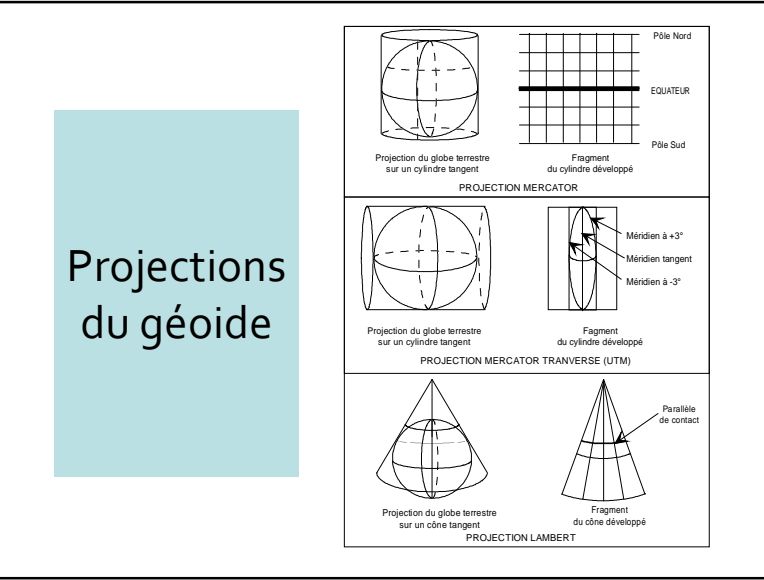 Projections
du géoide
Pôle Nord
EQUATEUR
Pôle Sud
Projection du globe terrestre
sur un cylindre tangent
Fragment
du cylindre développé
PROJECTION MERCATOR
Méridien à +3°
Méridien tangent
Méridien à -3°
Projection du globe terrestre
sur un cylindre tangent
Fagment
du cylindre développé
PROJECTION MERCATOR TRANVERSE (UTM)
Parallèle
de contact
Projection du globe terrestre
sur un cône tangent
Fragment
du cône développé
PROJECTION LAMBERT